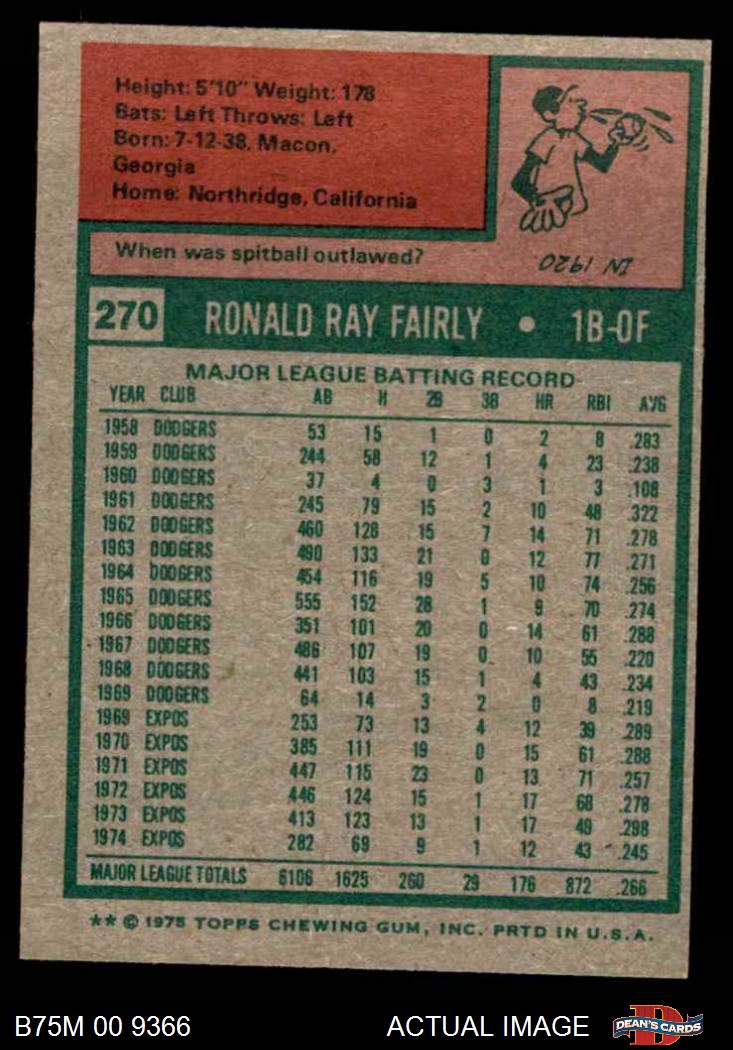 Height: 5'10" Weight: 178
Bats: Left Throws: Left
Born: 7-12-38, Macon,
Georgia
Home: Northridge, California
When was spitball outlawed?
IN 1920.
270 RONALD RAY FAIRLY • 1B-OF
MAJOR LEAGUE BATTING RECORD
YEAR CLUB AB H 2B 3B HR RBI AVG
1958 DODGERS 53 15 1 0 2 8 .283
1959 DODGERS 244 58 12 1 4 23 .238
1960 DODGERS 37 4 0 3 1 3 .108
1961 DODGERS 245 79 15 2 10 48 .322
1962 DODGERS 460 128 15 7 14 71 .278
1963 DODGERS 490 133 21 0 12 77 .271
1964 DODGERS 454 116 19 5 10 74 .256
1965 DODGERS 555 152 28 1 9 70 .274
1966 DODGERS 351 101 20 0 14 61 .288
1967 DODGERS 486 107 19 0 10 55 .220
1968 DODGERS 441 103 15 1 4 43 .234
1969 DODGERS 64 14 3 2 0 8 .219
1969 EXPOS 253 73 13 4 12 39 .289
1970 EXPOS 385 111 19 0 15 61 .288
1971 EXPOS 447 115 23 0 13 71 .257
1972 EXPOS 446 124 15 1 17 68 .278
1973 EXPOS 413 123 13 1 17 49 .298
1974 EXPOS 282 69 9 1 12 43 .245
MAJOR LEAGUE TOTALS 6106 1625 260 29 176 872 .266
** © 1975 TOPPS CHEWING GUM, INC. PRTD IN U.S.A.
B75M 00 9366 ACTUAL IMAGE DEAN'S CARDS